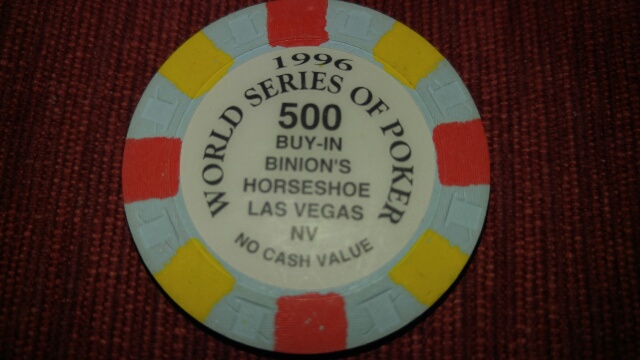 1996
WORLD SERIES OF POKER
500
BUY-IN
BINION'S
HORSESHOE
LAS VEGAS
NV
NO CASH VALUE